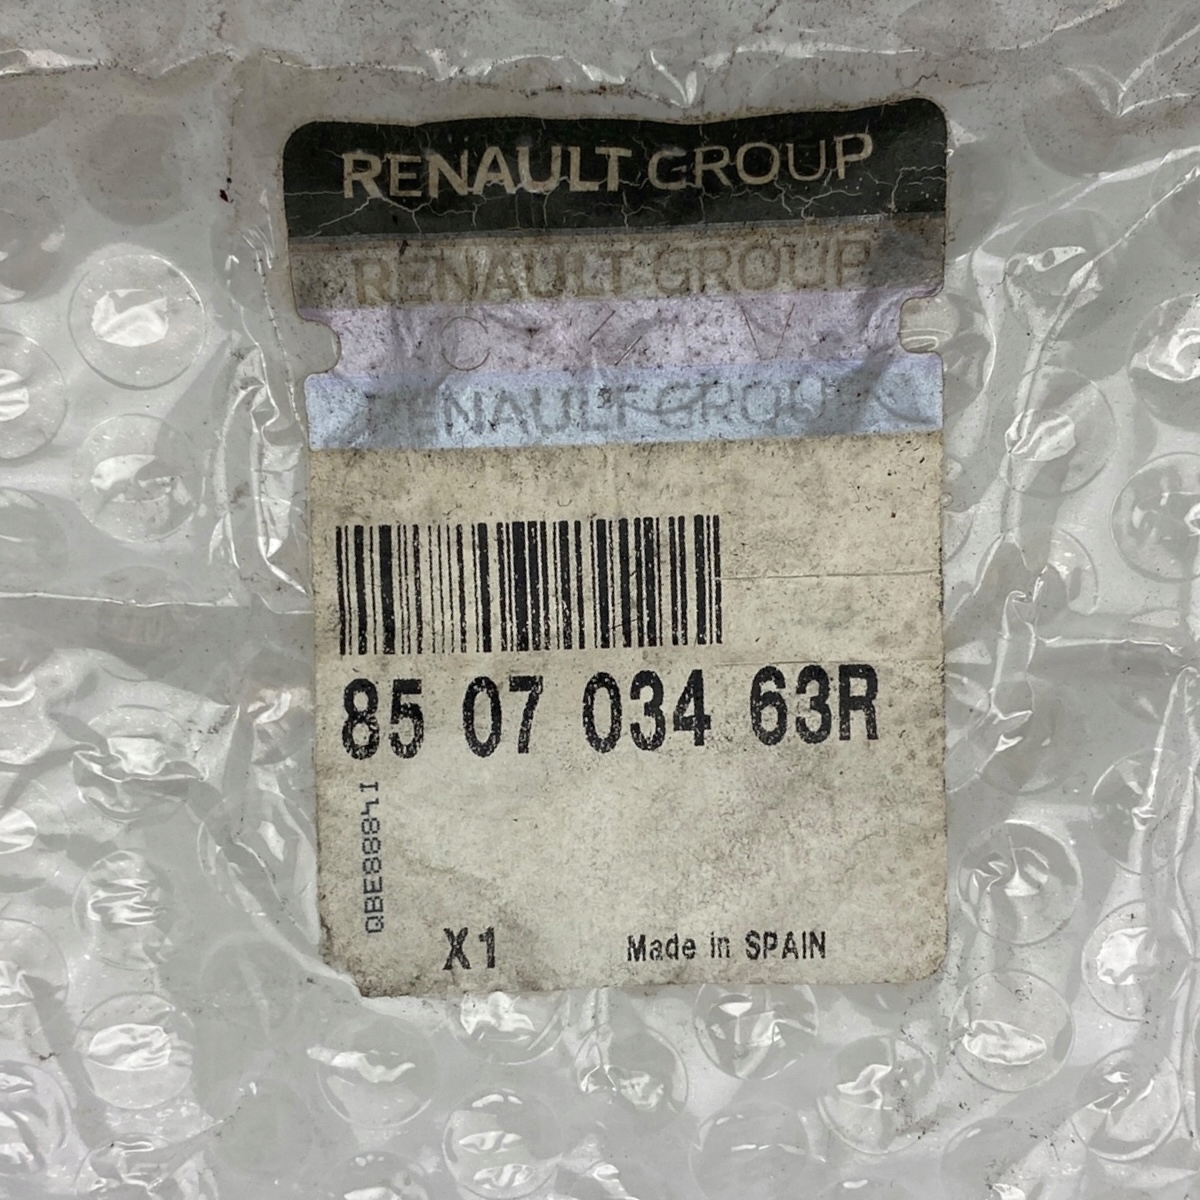 RENAULT GROUP
RENAULT GROUP
RENAULT GROUP
85 07 034 63R
QBE8884I
X1
Made in SPAIN